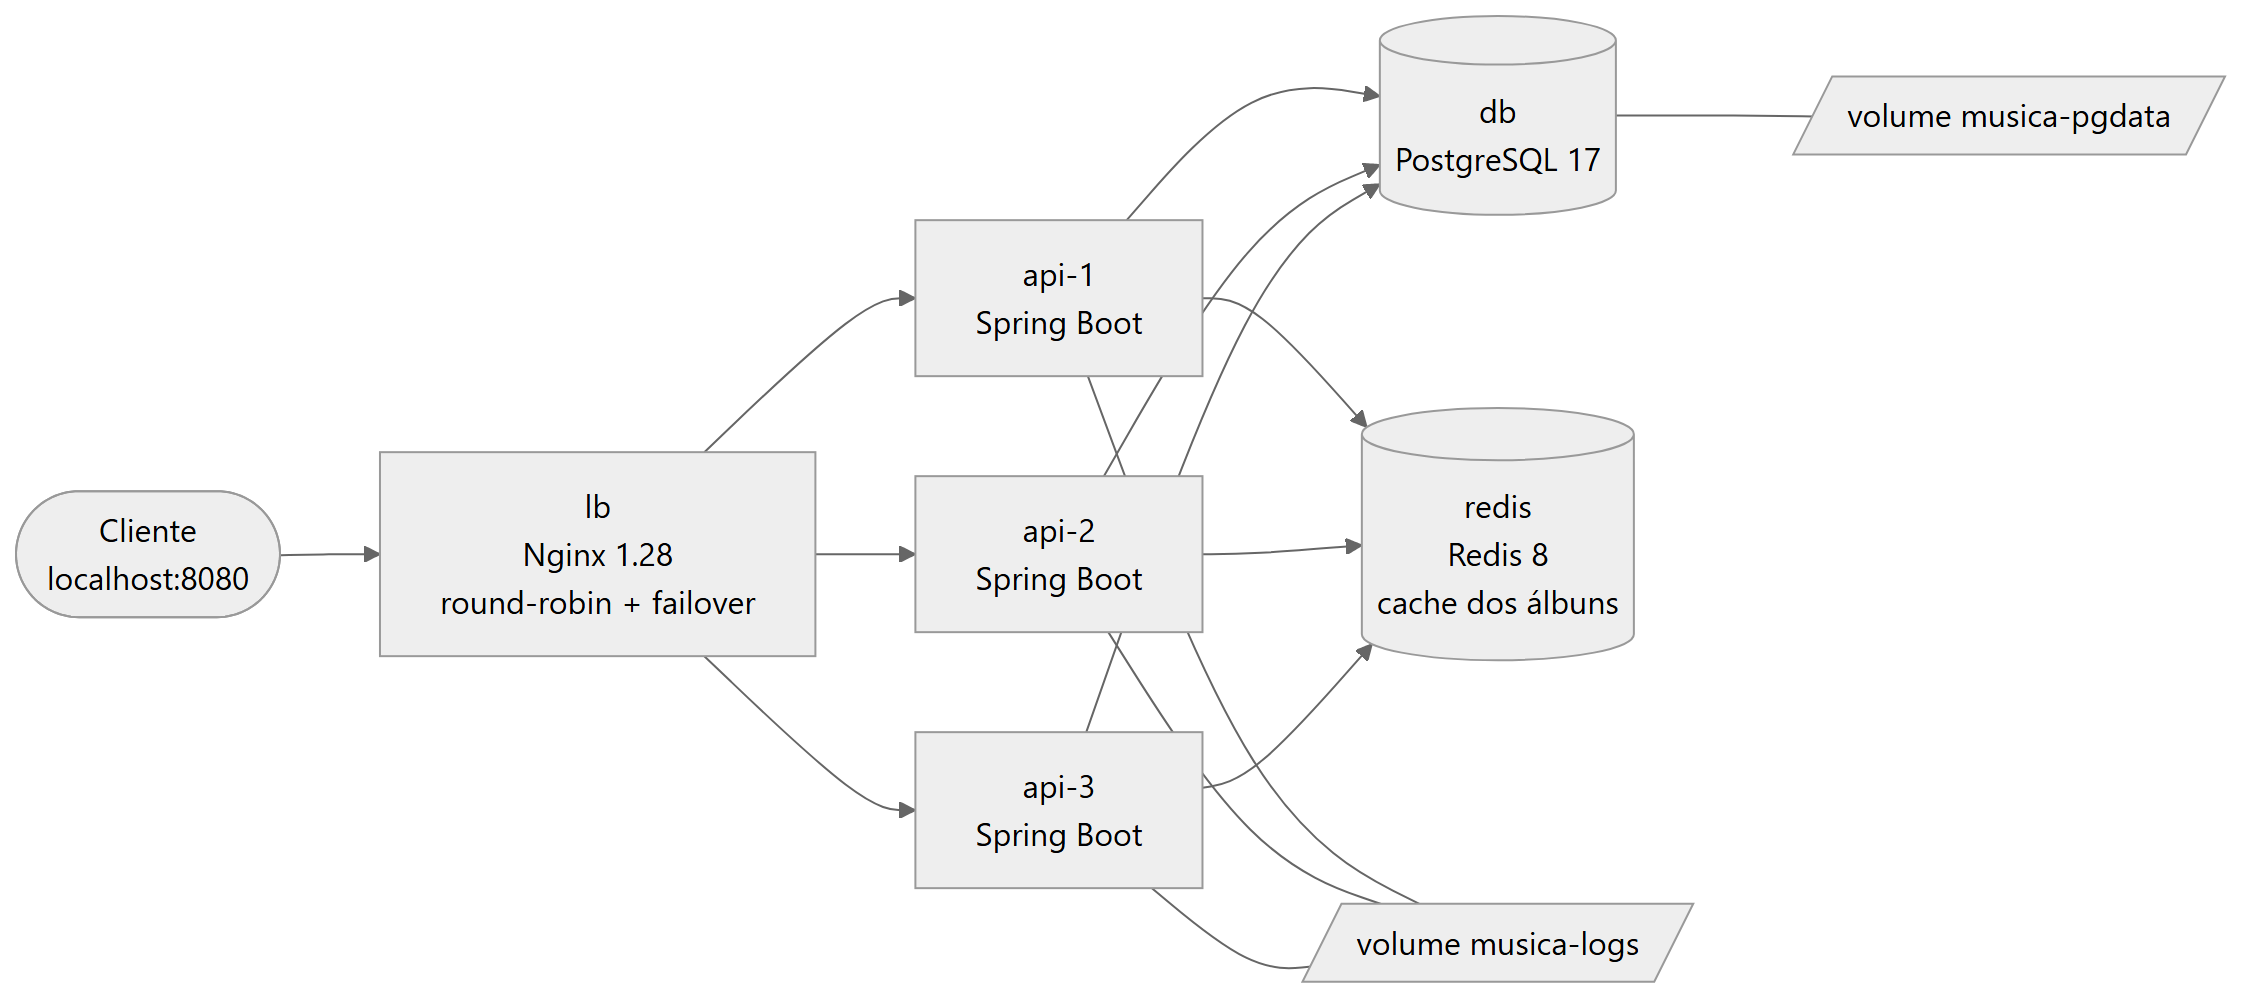 Cliente
localhost:8080
lb
Nginx 1.28
round-robin + failover
api-1
Spring Boot
api-2
Spring Boot
api-3
Spring Boot
db
PostgreSQL 17
redis
Redis 8
cache dos álbuns
volume musica-pgdata
volume musica-logs